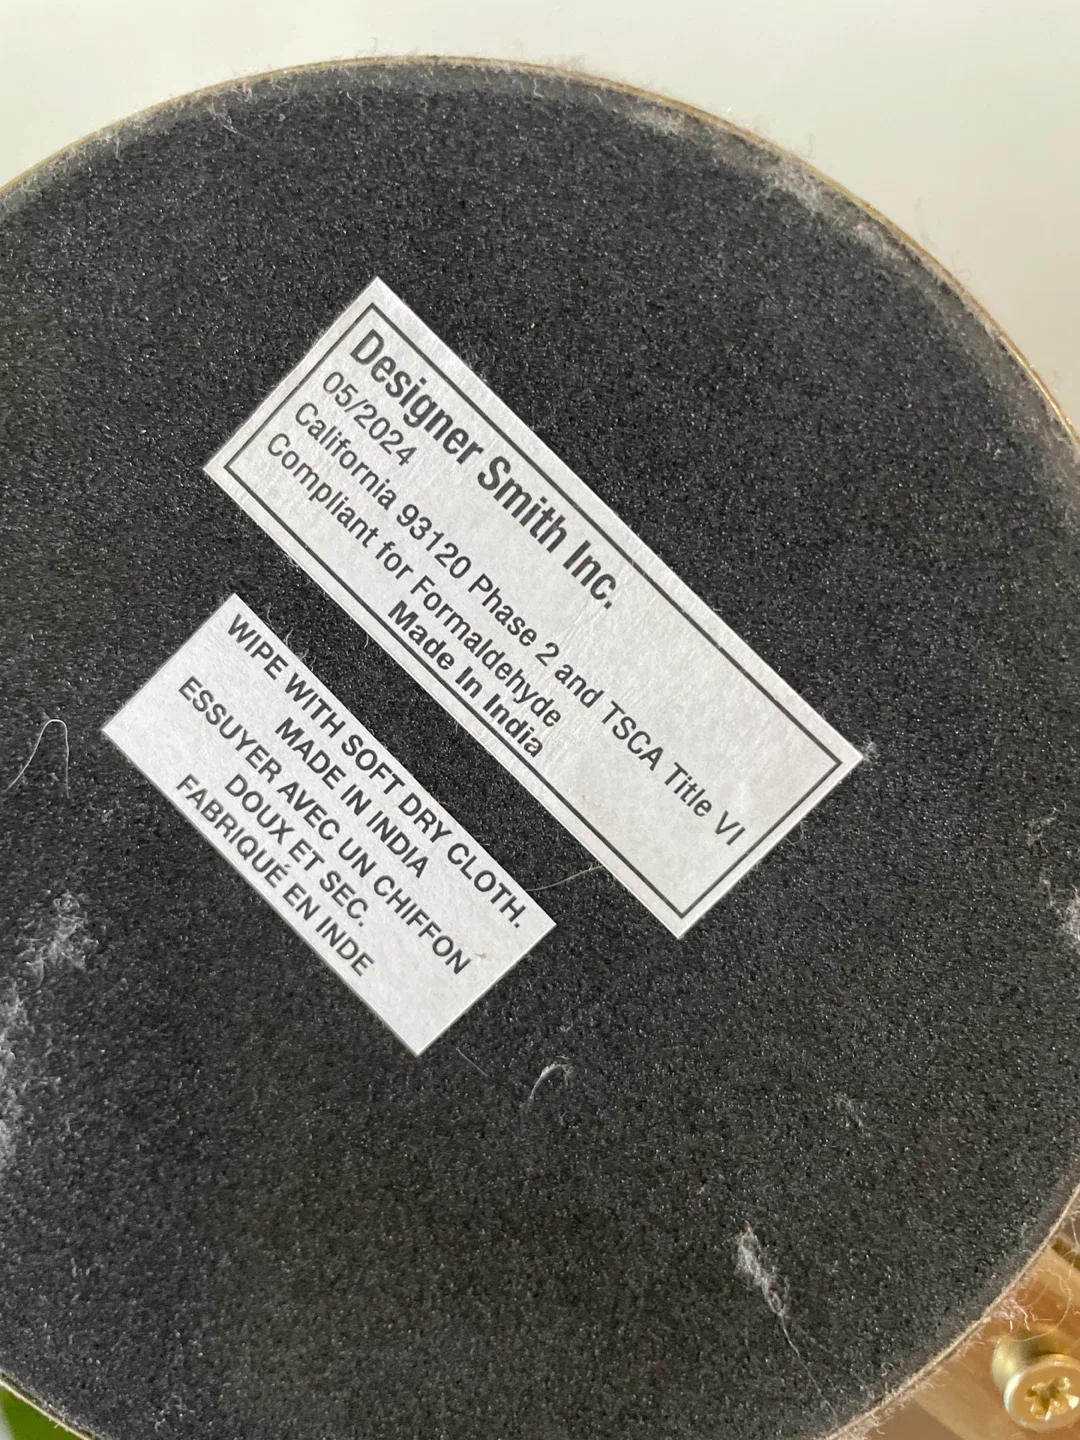 Designer Smith Inc.
05/2024
California 93120 Phase 2 and TSCA Title VI
Compliant for Formaldehyde
Made In India
WIPE WITH SOFT DRY CLOTH.
MADE IN INDIA
ESSUYER AVEC UN CHIFFON
DOUX ET SEC.
FABRIQUÉ EN INDE